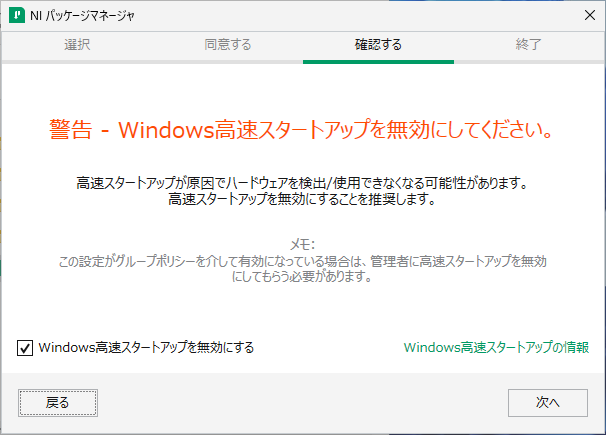 NI パッケージマネージャ
選択 同意する 確認する 終了
警告 - Windows高速スタートアップを無効にしてください。
高速スタートアップが原因でハードウェアを検出/使用できなくなる可能性があります。
高速スタートアップを無効にすることを推奨します。
メモ:
この設定がグループポリシーを介して有効になっている場合は、管理者に高速スタートアップを無効
にしてもらう必要があります。
Windows高速スタートアップを無効にする Windows高速スタートアップの情報
戻る 次へ